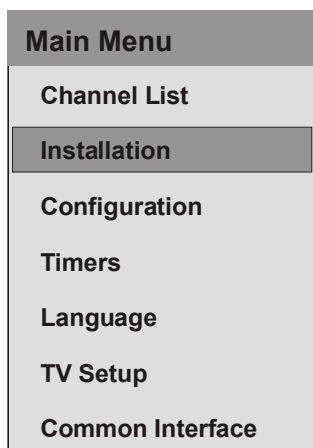 Main Menu
Channel List
Installation
Configuration
Timers
Language
TV Setup
Common Interface